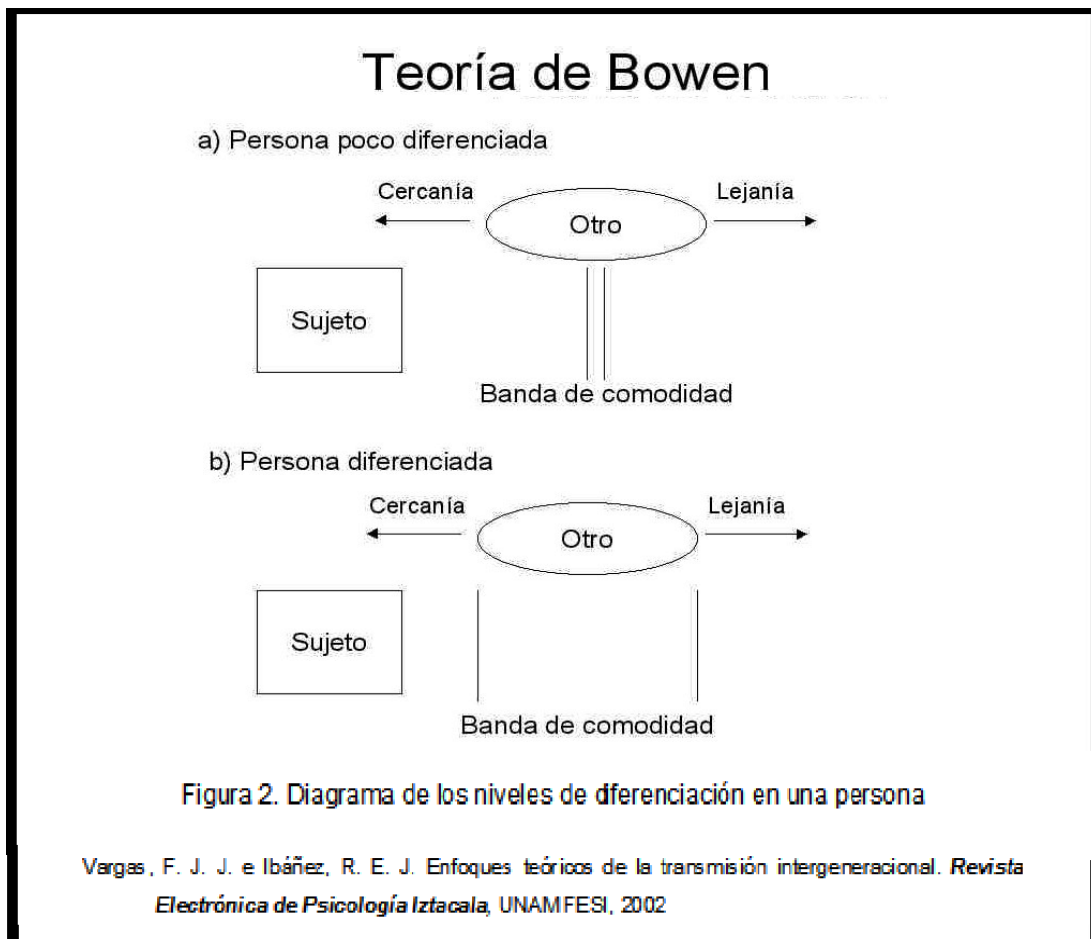 Teoría de Bowen
a) Persona poco diferenciada
Cercanía
Lejanía
Otro
Sujeto
Banda de comodidad
b) Persona diferenciada
Cercanía
Lejanía
Otro
Sujeto
Banda de comodidad
Figura 2. Diagrama de los niveles de diferenciación en una persona
Vargas, F. J. J. e Ibáñez, R. E. J. Enfoques teóricos de la transmisión intergeneracional. Revista
Electrónica de Psicología Iztacala, UNAMFESI, 2002